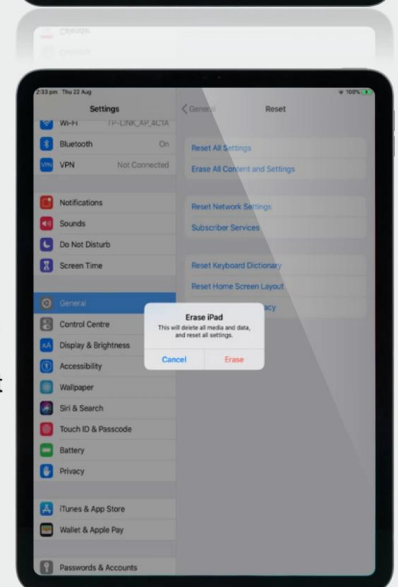 2:33 pm Thu 22 Aug
100%
Settings
General
Reset
Wi-Fi
TP-LINK_AP_4C1A
Bluetooth
On
VPN
Not Connected
Notifications
Sounds
Do Not Disturb
Screen Time
General
Control Centre
Display & Brightness
Accessibility
Wallpaper
Siri & Search
Touch ID & Passcode
Battery
Privacy
iTunes & App Store
Wallet & Apple Pay
Passwords & Accounts
Reset All Settings
Erase All Content and Settings
Reset Network Settings
Subscriber Services
Reset Keyboard Dictionary
Reset Home Screen Layout
Erase iPad
This will delete all media and data,
and reset all settings.
Cancel
Erase